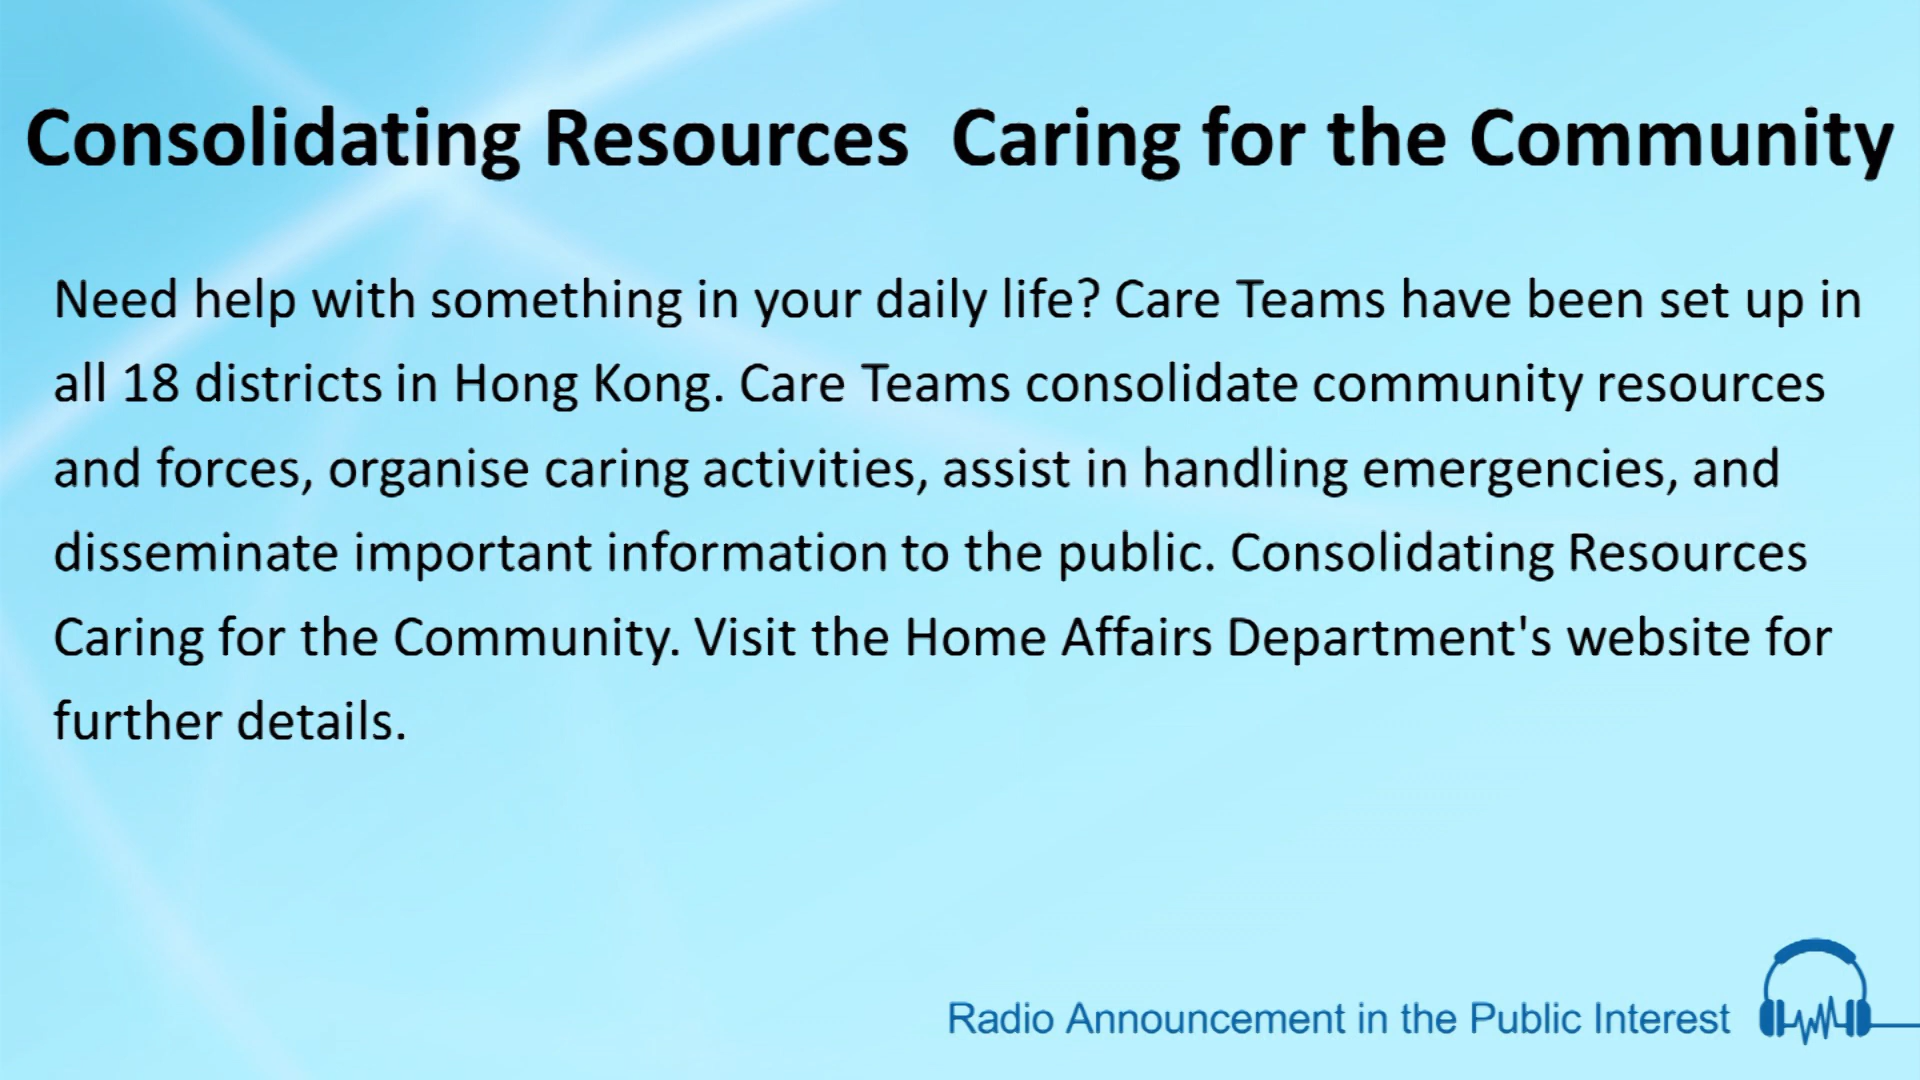 Consolidating Resources  Caring for the Community
Need help with something in your daily life? Care Teams have been set up in
all 18 districts in Hong Kong. Care Teams consolidate community resources
and forces, organise caring activities, assist in handling emergencies, and
disseminate important information to the public. Consolidating Resources
Caring for the Community. Visit the Home Affairs Department's website for
further details.
Radio Announcement in the Public Interest